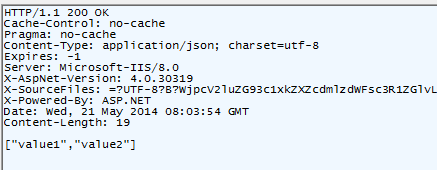 HTTP/1.1 200 OK
Cache-Control: no-cache
Pragma: no-cache
Content-Type: application/json; charset=utf-8
Expires: -1
Server: Microsoft-IIS/8.0
X-AspNet-Version: 4.0.30319
X-SourceFiles: =?UTF-8?B?WjpcV2luZG93c1xkZXZcdmlzdWFsc3R1ZGlvL
X-Powered-By: ASP.NET
Date: Wed, 21 May 2014 08:03:54 GMT
Content-Length: 19
["value1","value2"]